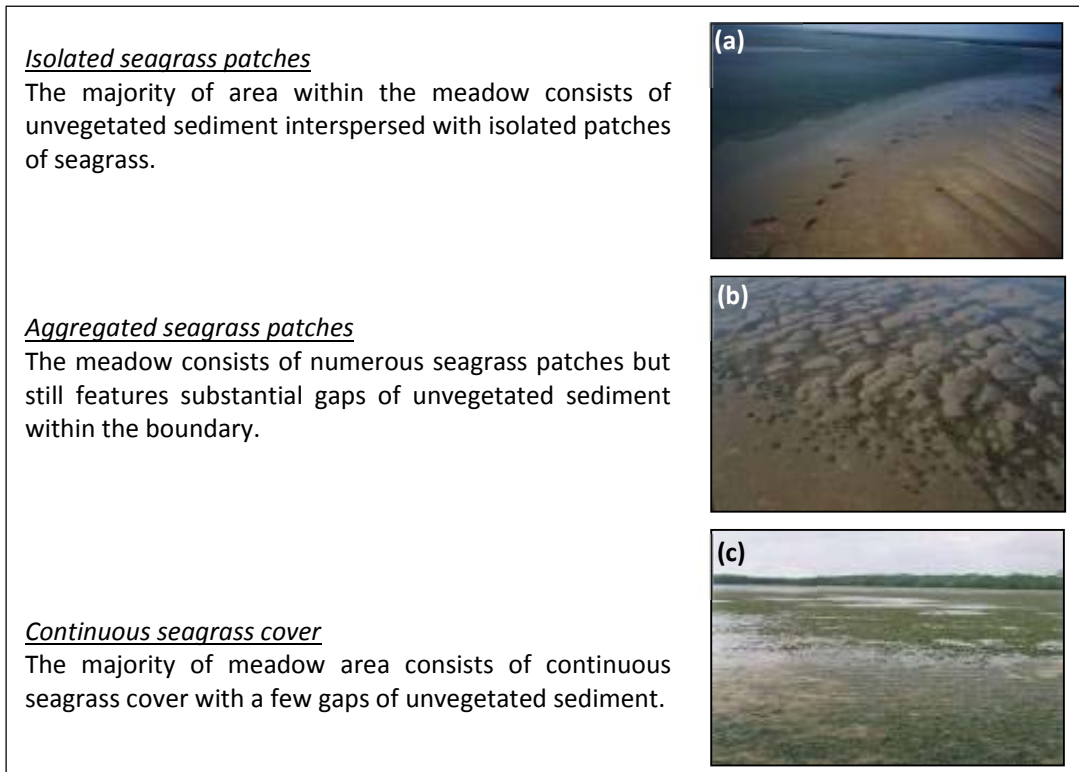 Isolated seagrass patches
The majority of area within the meadow consists of
unvegetated sediment interspersed with isolated patches
of seagrass.
(a)
Aggregated seagrass patches
The meadow consists of numerous seagrass patches but
still features substantial gaps of unvegetated sediment
within the boundary.
(b)
Continuous seagrass cover
The majority of meadow area consists of continuous
seagrass cover with a few gaps of unvegetated sediment.
(c)